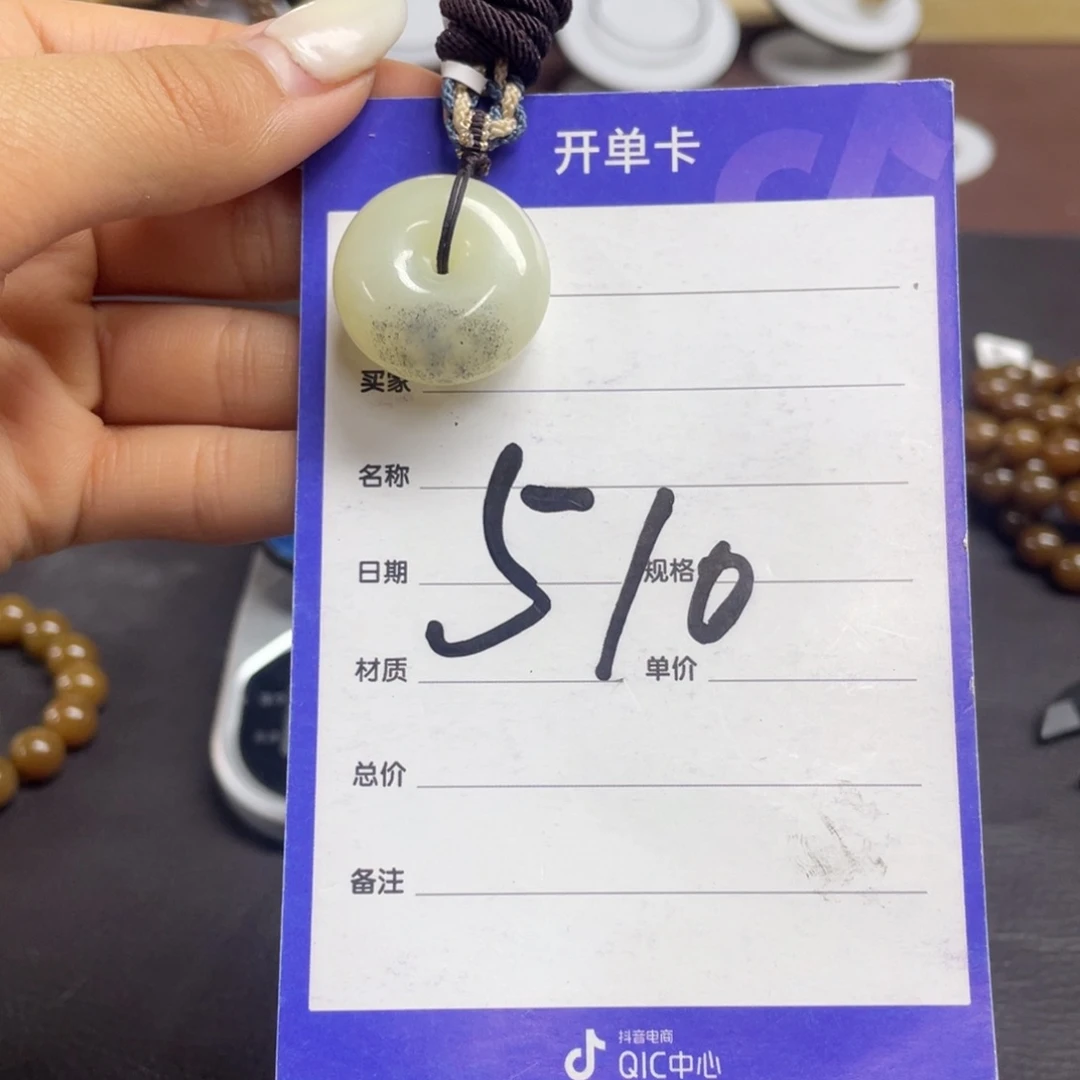 开单卡
买家
名称
510
日期 规格
材质 单价
总价
备注
抖音电商
QIC中心